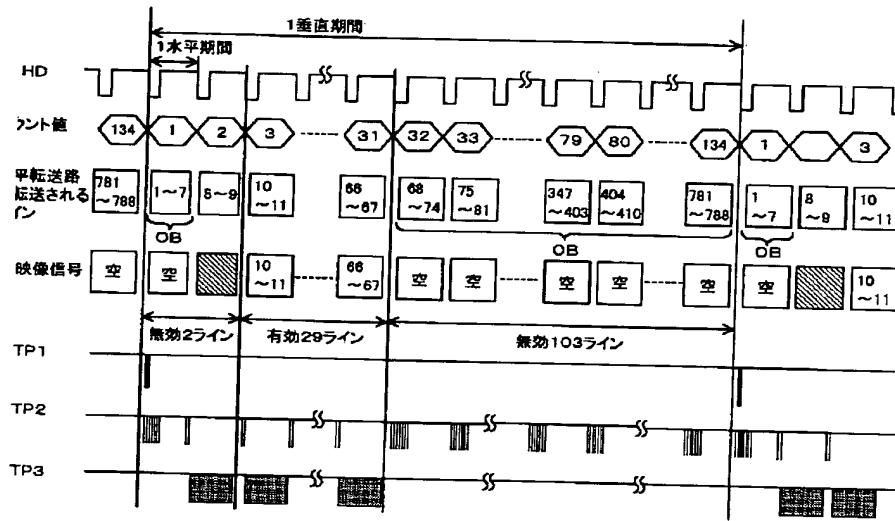 1垂直期間
1水平期間
HD
ント値
134 1 2 3 31 32 33 79 80 134 1 3
平転送路
転送される
イン
781 ~788
1~7
8~9
10 ~11
66 ~67
68 ~74
75 ~81
347 ~403
404 ~410
781 ~788
1 ~7
8 ~9
10 ~11
OB
OB
OB
映像信号
空 空 10 ~11 66 ~67 空 空 空 空 空 空 10 ~11
無効2ライン
有効29ライン
無効103ライン
TP1
TP2
TP3